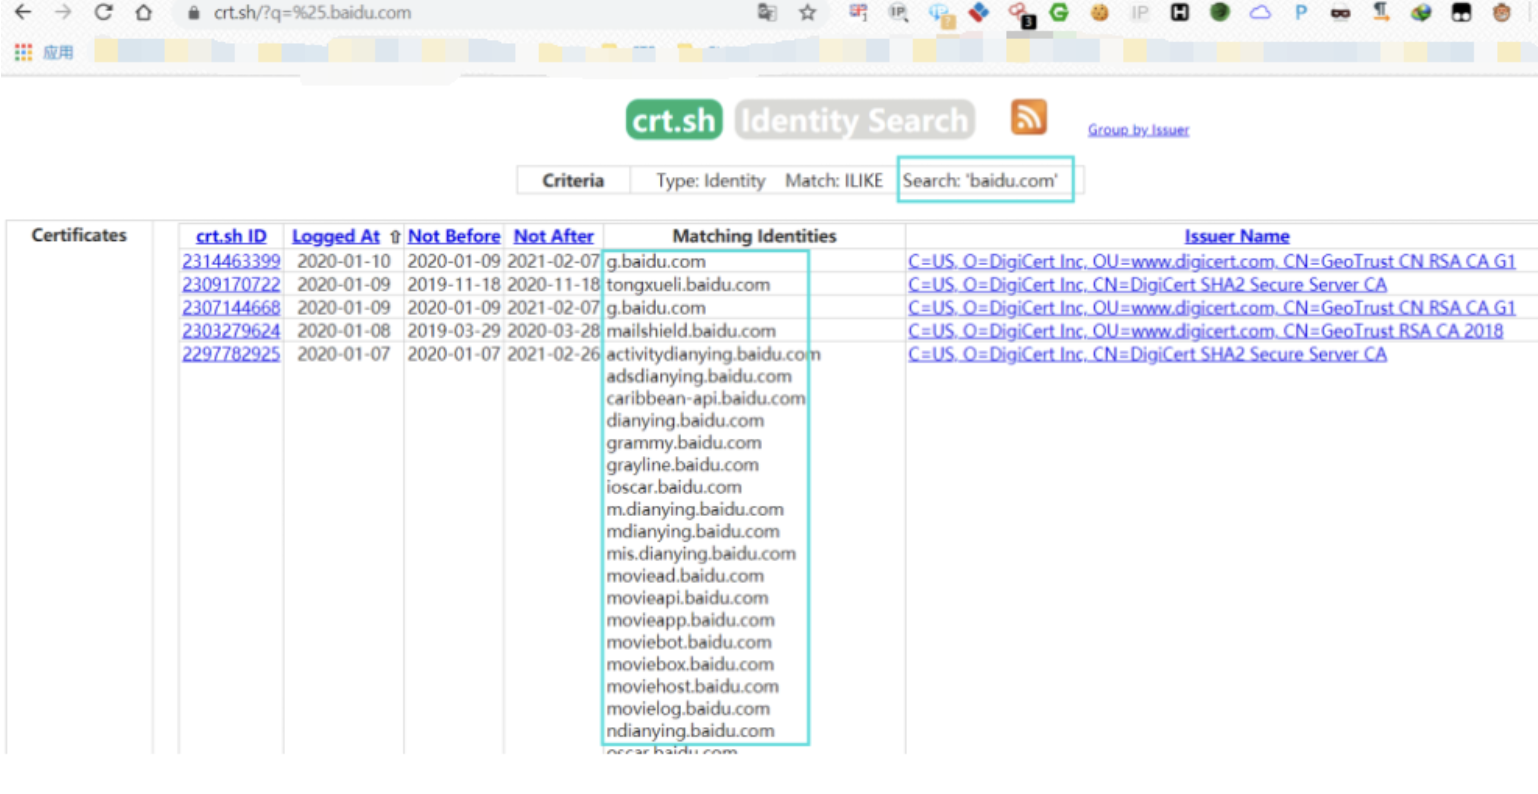 crt.sh/?q=%25.baidu.com
应用
crt.sh Identity Search
Group by Issuer
Criteria Type: Identity Match: ILIKE Search: 'baidu.com'
Certificates crt.sh ID Logged At ⇧ Not Before Not After Matching Identities Issuer Name
2314463399 2020-01-10 2020-01-09 2021-02-07 g.baidu.com C=US, O=DigiCert Inc, OU=www.digicert.com, CN=GeoTrust CN RSA CA G1
2309170722 2020-01-09 2019-11-18 2020-11-18 tongxueli.baidu.com C=US, O=DigiCert Inc, CN=DigiCert SHA2 Secure Server CA
2307144668 2020-01-09 2020-01-09 2021-02-07 g.baidu.com C=US, O=DigiCert Inc, OU=www.digicert.com, CN=GeoTrust CN RSA CA G1
2303279624 2020-01-08 2019-03-29 2020-03-28 mailshield.baidu.com C=US, O=DigiCert Inc, OU=www.digicert.com, CN=GeoTrust RSA CA 2018
2297782925 2020-01-07 2020-01-07 2021-02-26 activitydianying.baidu.com C=US, O=DigiCert Inc, CN=DigiCert SHA2 Secure Server CA
adsdianying.baidu.com
caribbean-api.baidu.com
dianying.baidu.com
grammy.baidu.com
grayline.baidu.com
ioscar.baidu.com
m.dianying.baidu.com
mdianying.baidu.com
mis.dianying.baidu.com
moviead.baidu.com
movieapi.baidu.com
movieapp.baidu.com
moviebot.baidu.com
moviebox.baidu.com
moviehost.baidu.com
movielog.baidu.com
ndianying.baidu.com
oscar.baidu.com